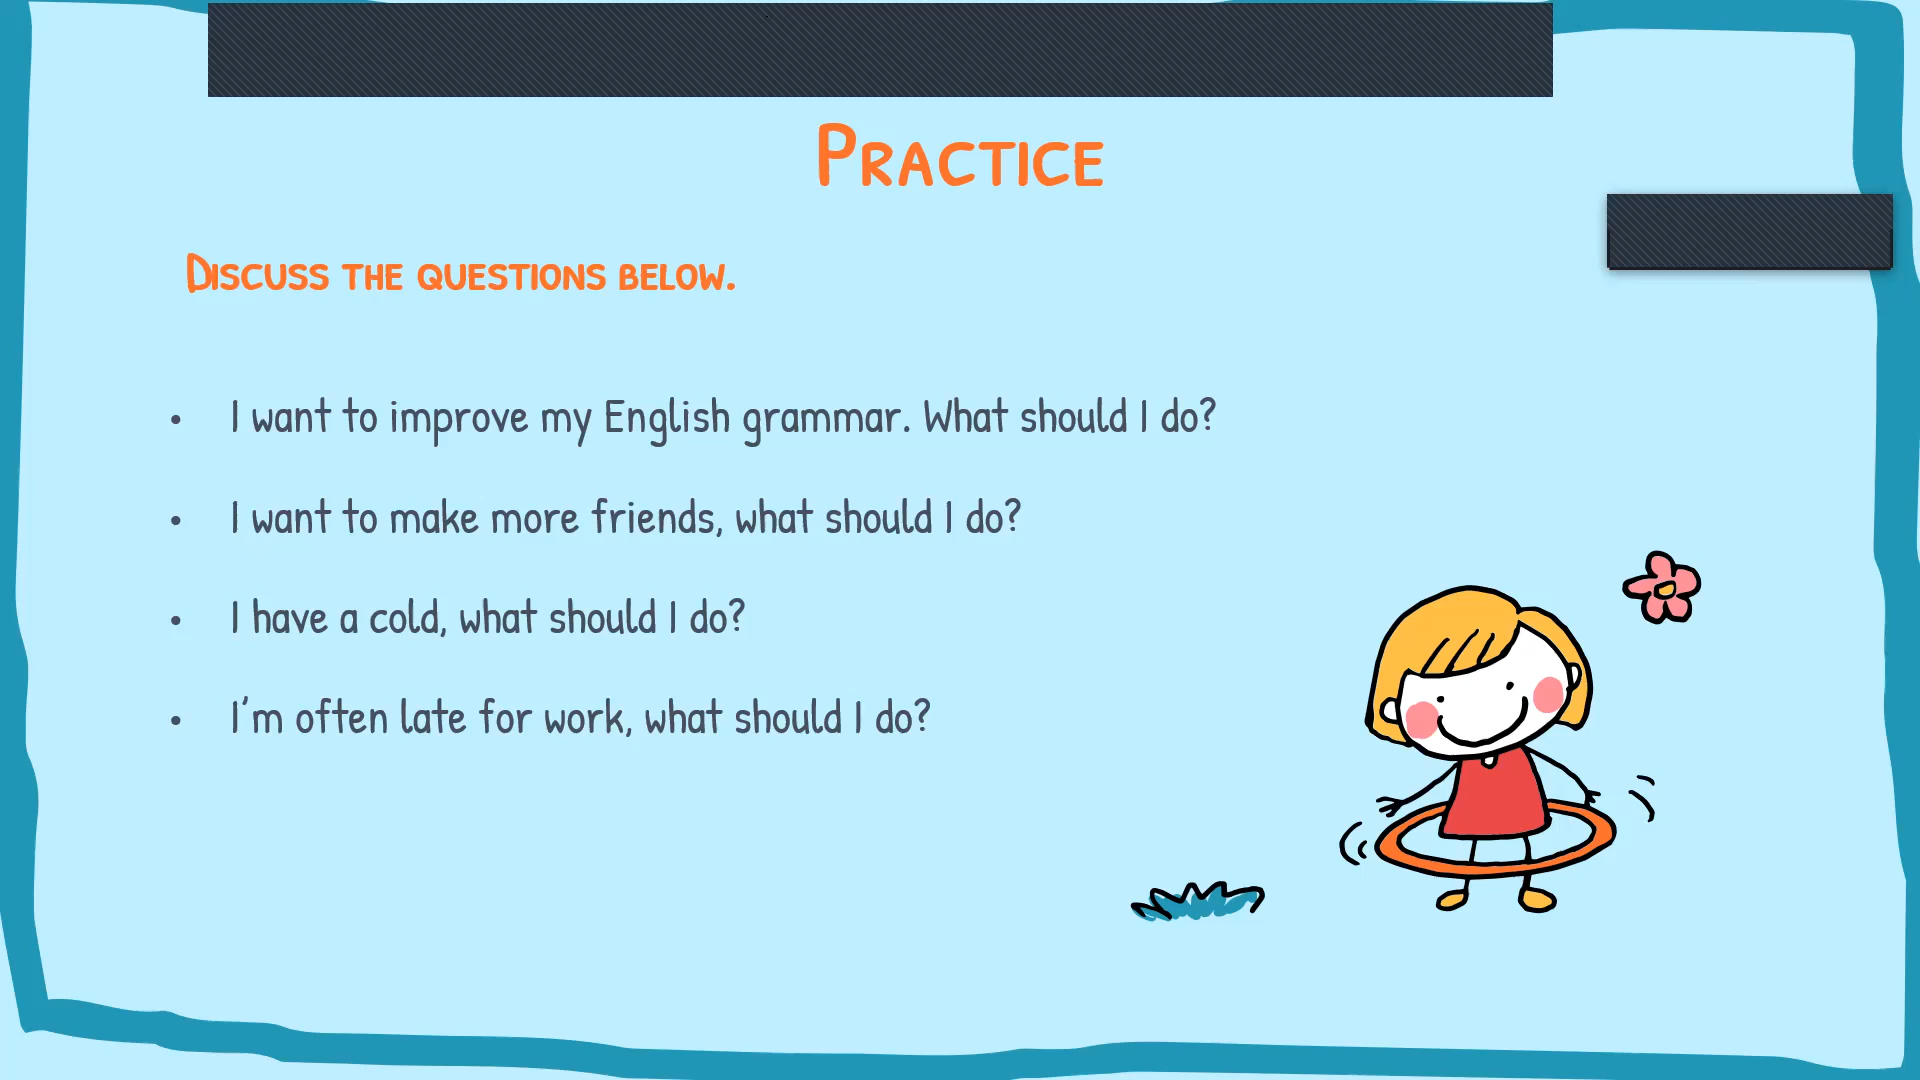 Practice
Discuss the questions below.
• I want to improve my English grammar. What should I do?
• I want to make more friends, what should I do?
• I have a cold, what should I do?
• I'm often late for work, what should I do?